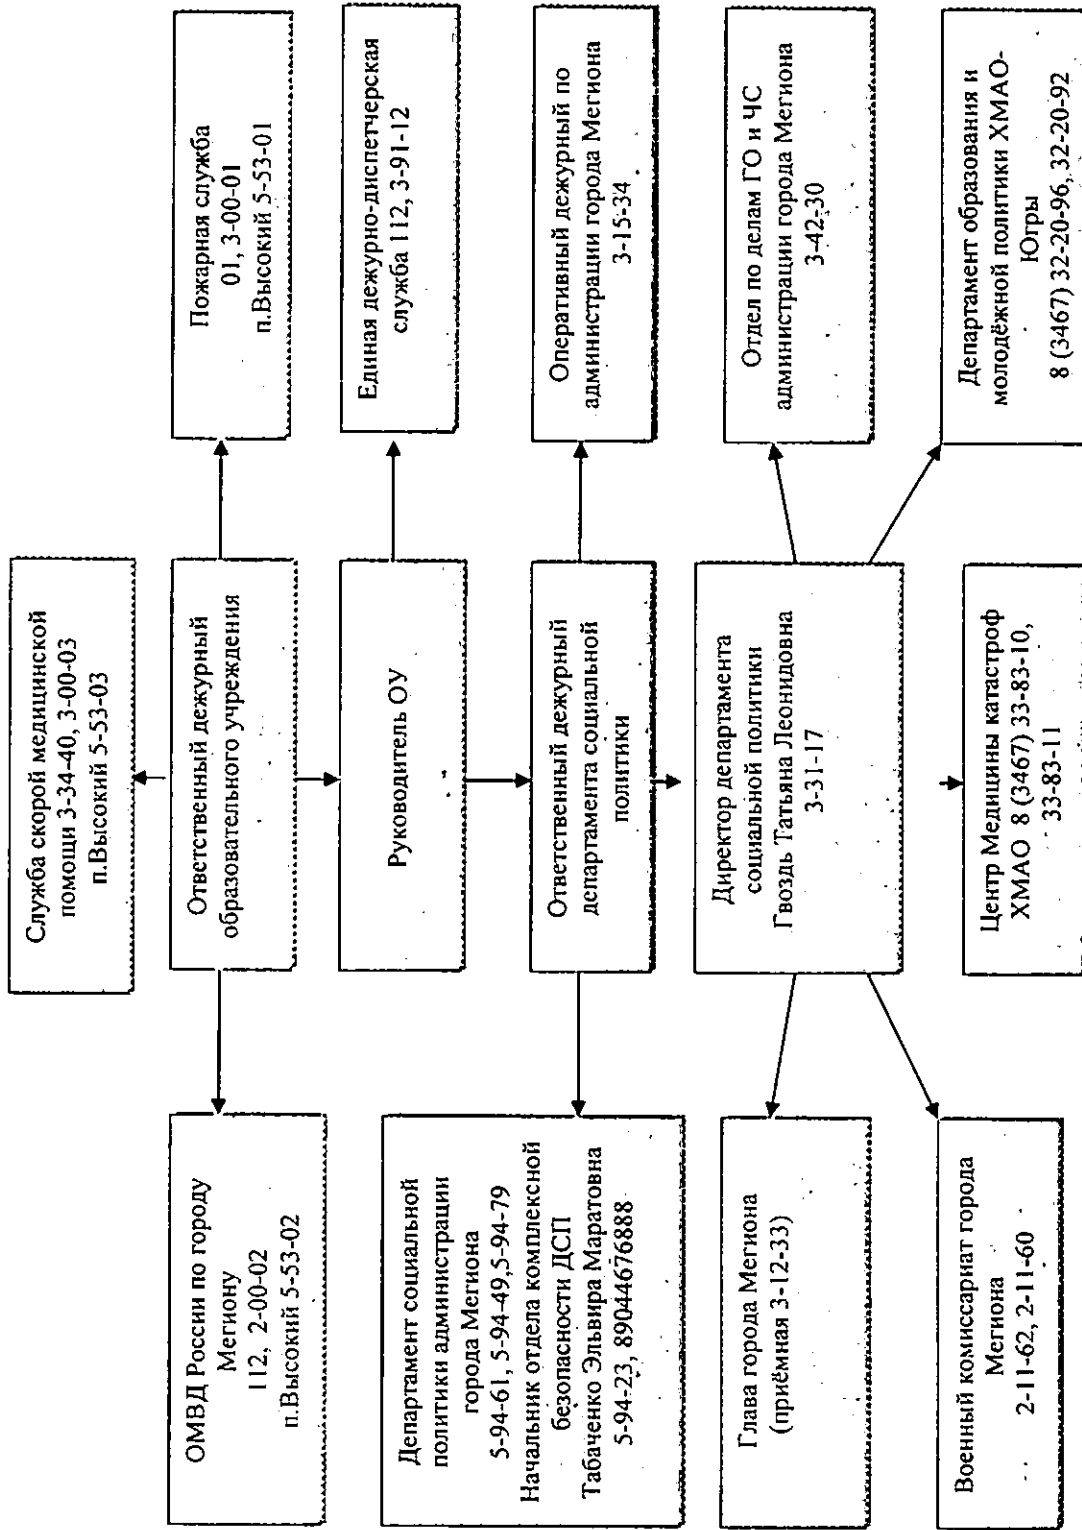 Служба скорой медицинской
помощи 3-34-40, 3-00-03
п.Высокий 5-53-03
ОМВД России по городу
Мегиону
112, 2-00-02
п.Высокий 5-53-02
Ответственный дежурный
образовательного учреждения
Пожарная служба
01, 3-00-01
п.Высокий 5-53-01
Руководитель ОУ
Единая дежурно-диспетчерская
служба 112, 3-91-12
Департамент социальной
политики администрации
города Мегиона
5-94-61, 5-94-49,5-94-79
Начальник отдела комплексной
безопасности ДСП
Табаченко Эльвира Маратовна
5-94-23, 89044676888
Ответственный дежурный
департамента социальной
политики
Оперативный дежурный по
администрации города Мегиона
3-15-34
Глава города Мегиона
(приёмная 3-12-33)
Директор департамента
социальной политики
Гвоздь Татьяна Леонидовна
3-31-17
Отдел по делам ГО и ЧС
администрации города Мегиона
3-42-30
Военный комиссариат города
Мегиона
2-11-62, 2-11-60
Центр Медицины катастроф
ХМАО 8 (3467) 33-83-10,
33-83-11
Департамент образования и
молодёжной политики ХМАО-
Югры
8 (3467) 32-20-96, 32-20-92